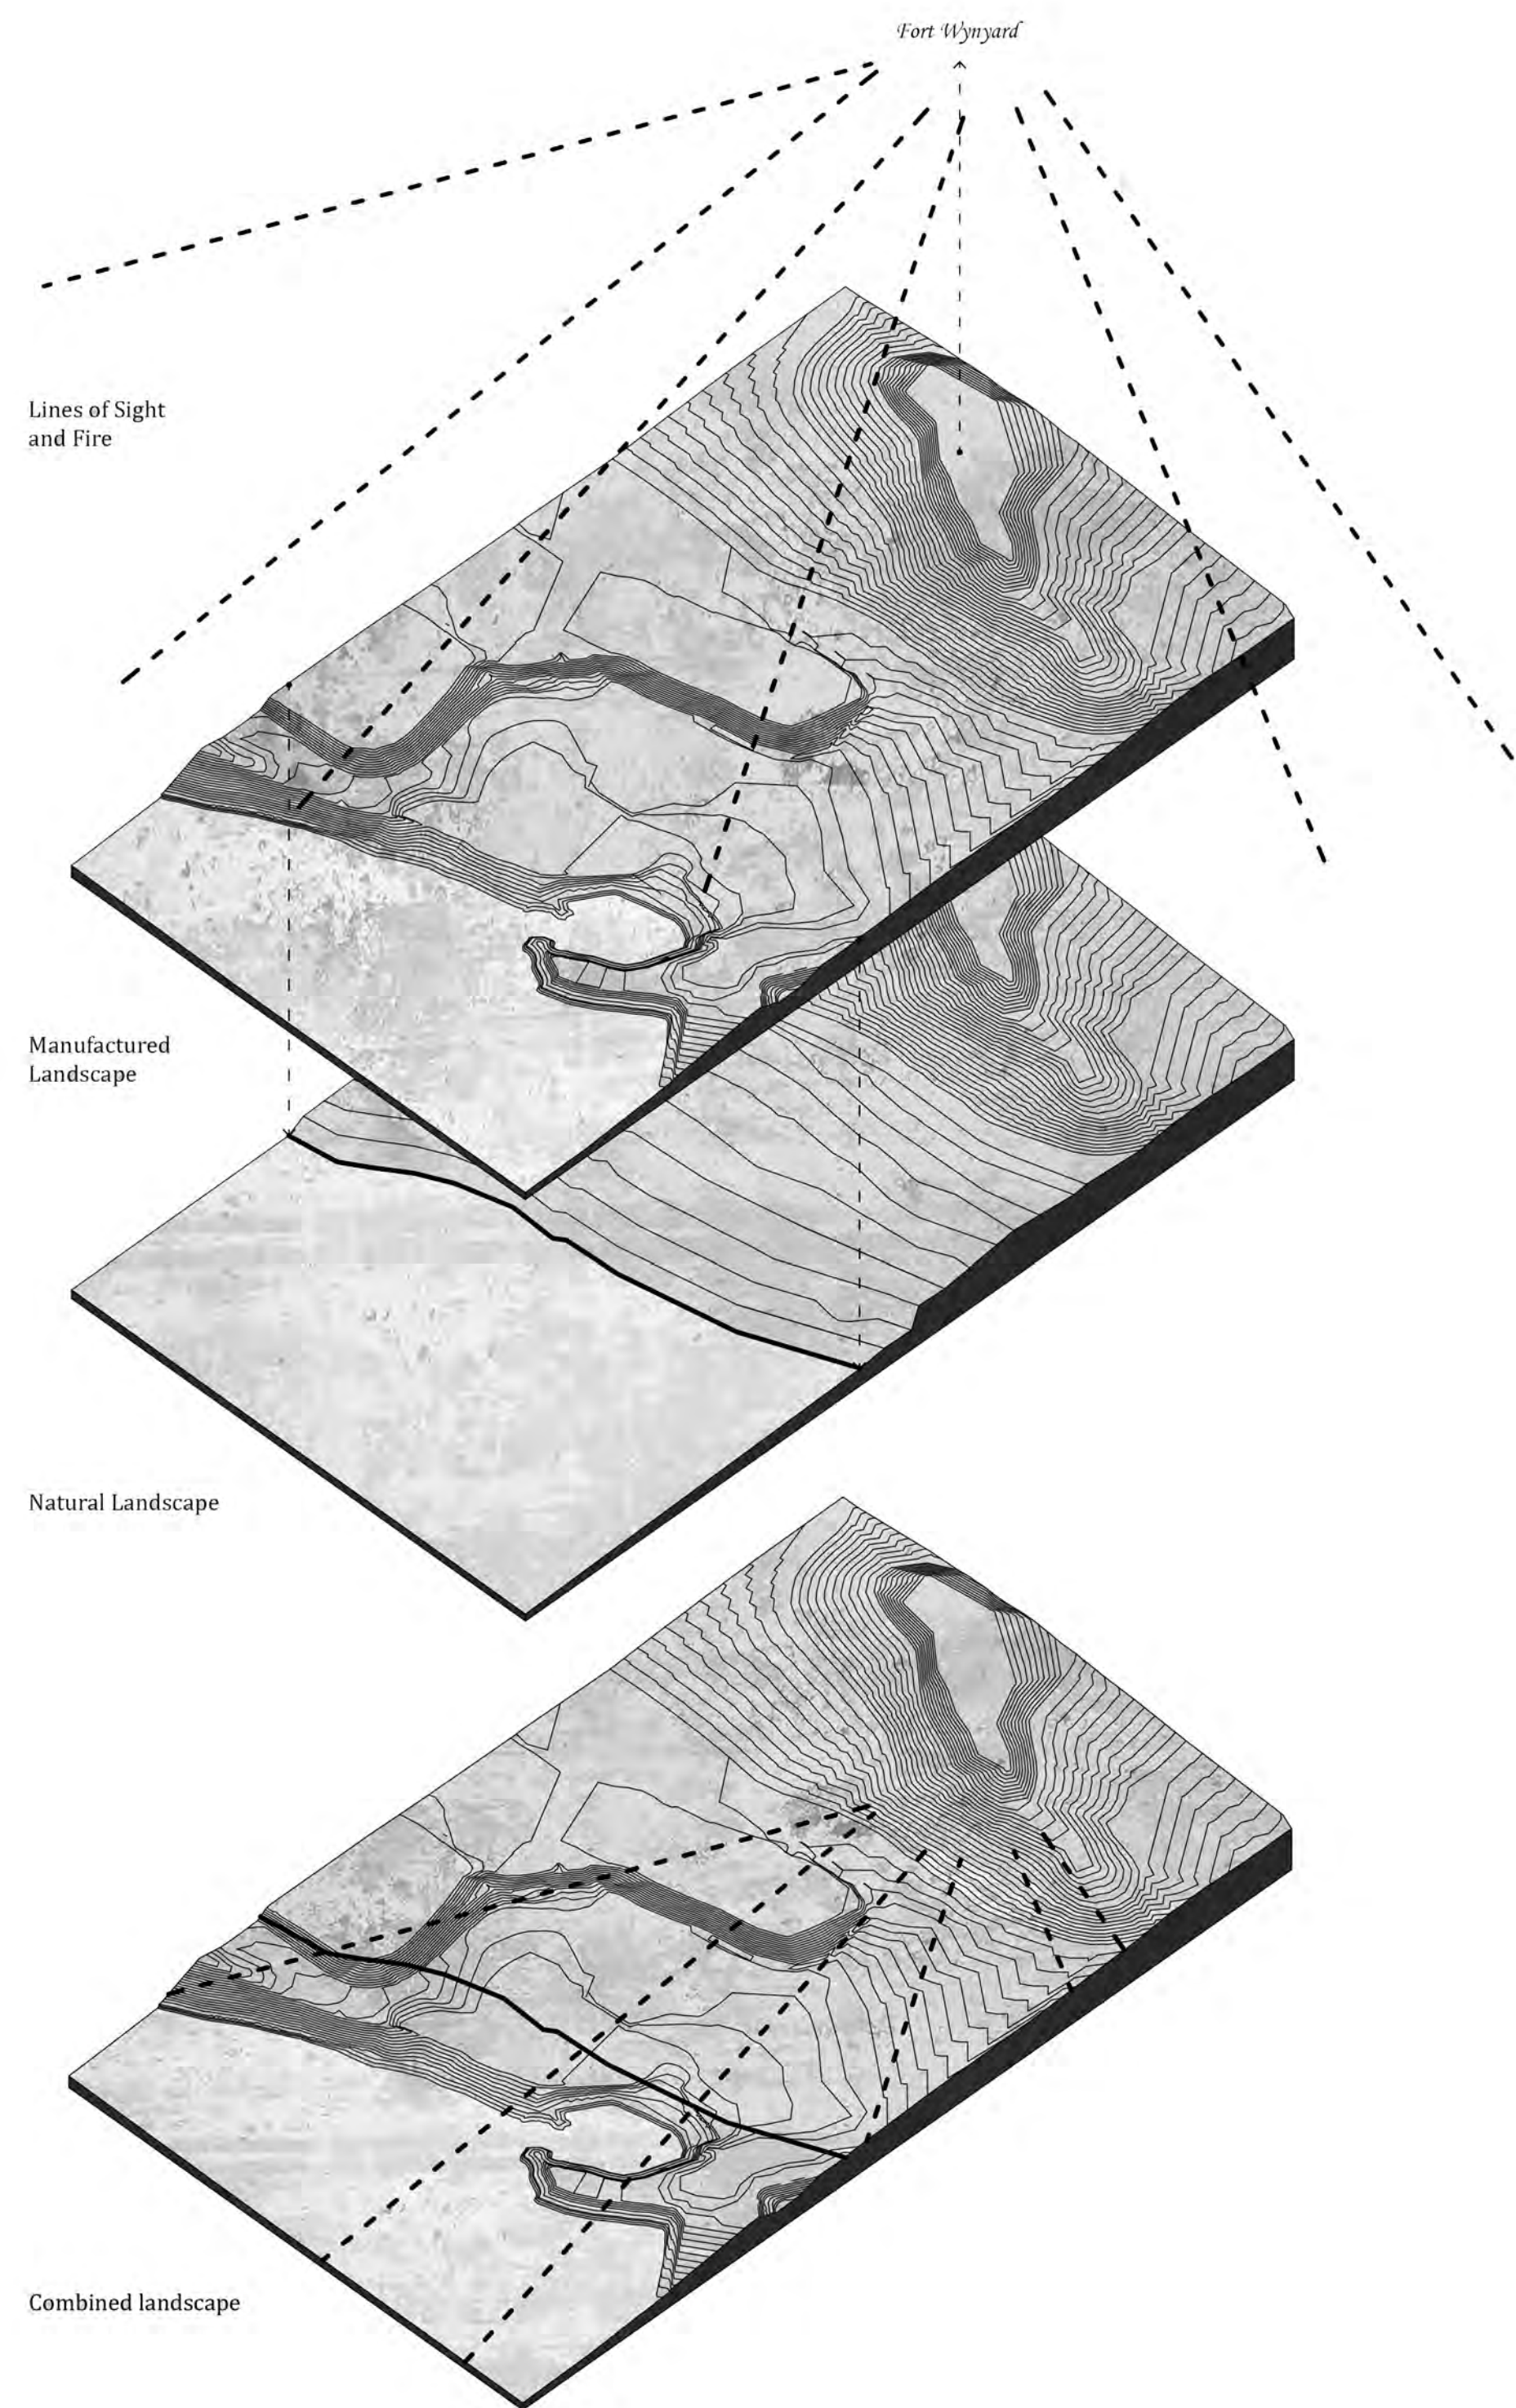 Fort Wynyard
Lines of Sight
and Fire
Manufactured
Landscape
Natural Landscape
Combined landscape